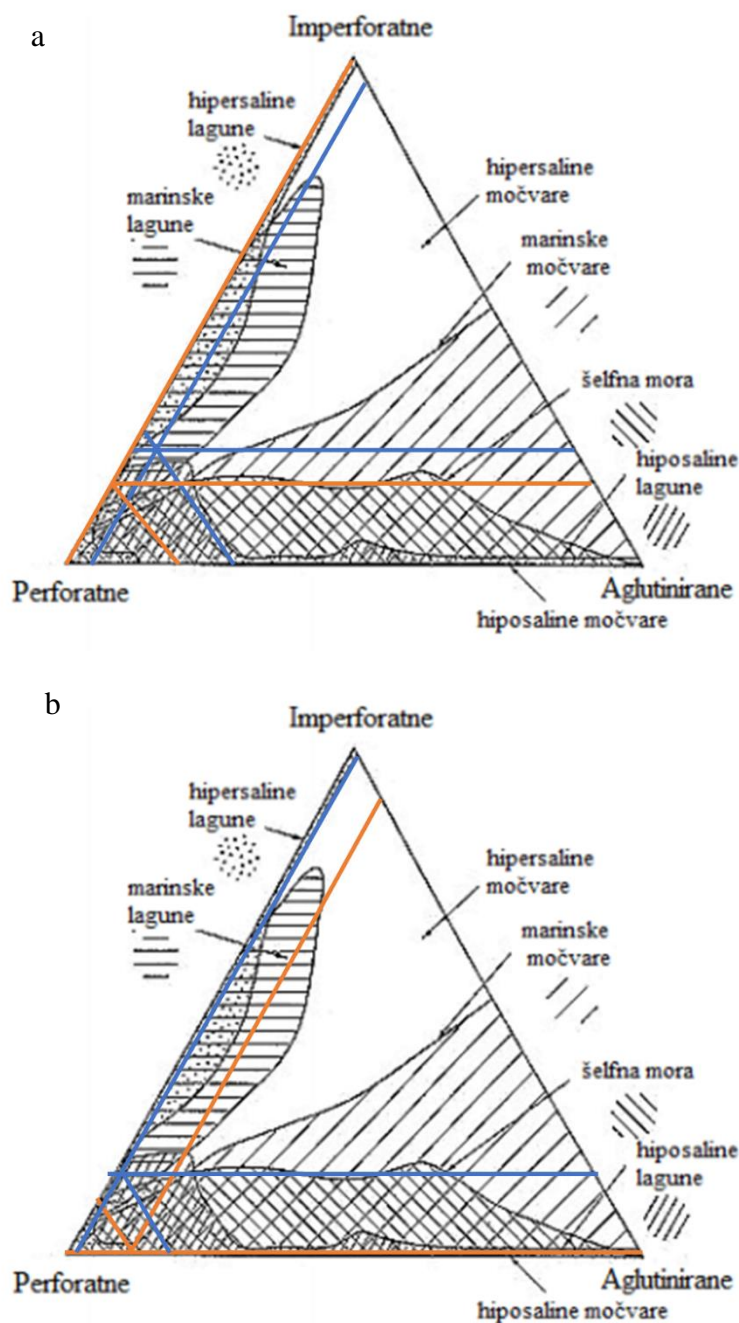 a
Imperforatne
hipersaline
lagune
marinske
lagune
hipersaline
močvare
marinske
močvare
šelfna mora
hiposaline
lagune
Perforatne
Aglutinirane
hiposaline močvare
b
Imperforatne
hipersaline
lagune
marinske
lagune
hipersaline
močvare
marinske
močvare
šelfna mora
hiposaline
lagune
Perforatne
Aglutinirane
hiposaline močvare